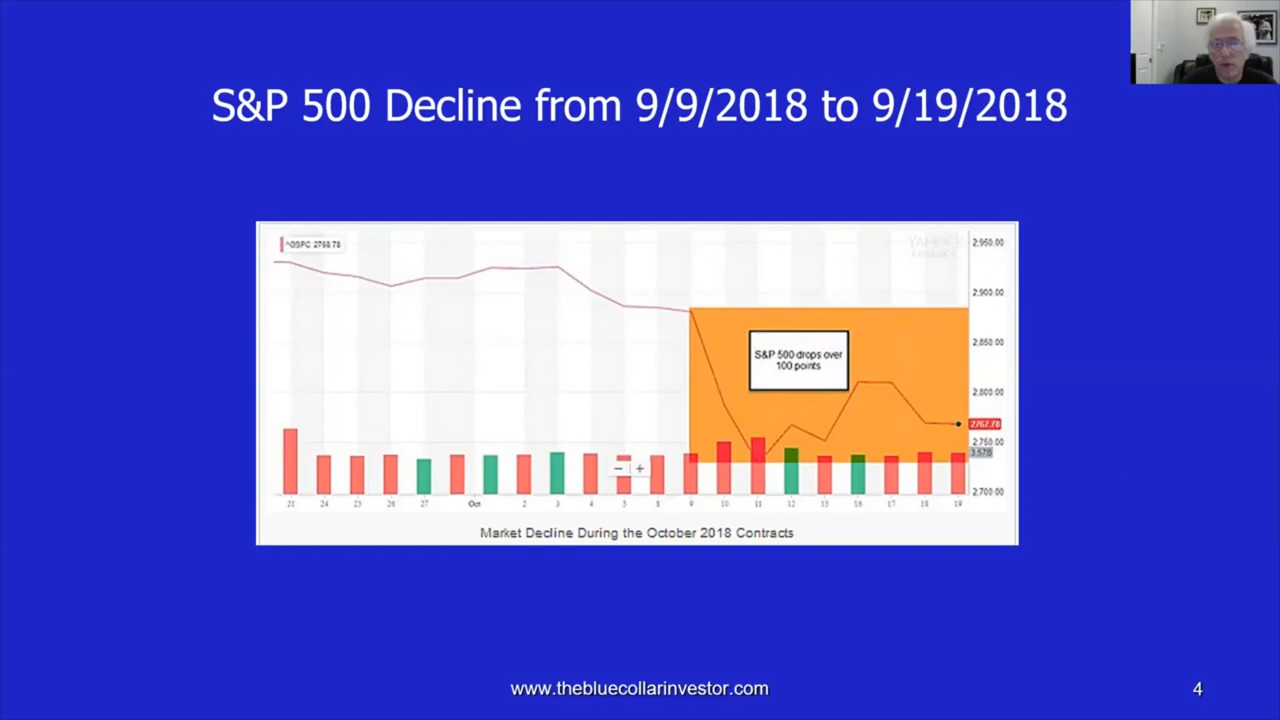 S&P 500 Decline from 9/9/2018 to 9/19/2018
^GSPC 2768.78
YAHOO!
2,950.00
2,900.00
S&P 500 drops over
100 points
2,850.00
2,800.00
2767.78
2,750.00
3.57B
2,700.00
21 24 25 26 27 Oct 2 3 4 5 8 9 10 11 12 15 16 17 18 19
Market Decline During the October 2018 Contracts
www.thebluecollarinvestor.com
4